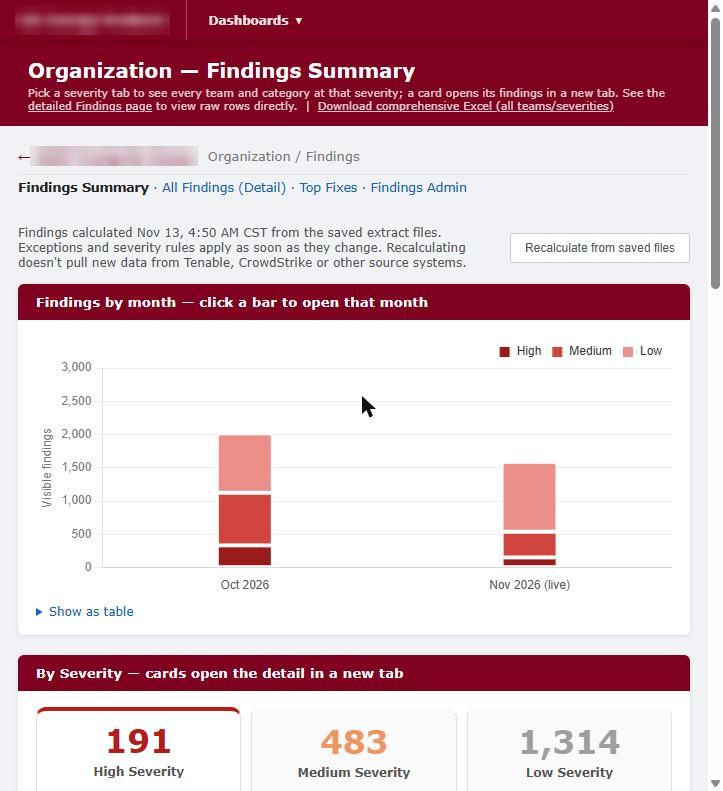 Dashboards ▼
Organization — Findings Summary
Pick a severity tab to see every team and category at that severity; a card opens its findings in a new tab. See the
detailed Findings page to view raw rows directly. | Download comprehensive Excel (all teams/severities)
← Organization / Findings
Findings Summary · All Findings (Detail) · Top Fixes · Findings Admin
Findings calculated Nov 13, 4:50 AM CST from the saved extract files.
Exceptions and severity rules apply as soon as they change. Recalculating
doesn't pull new data from Tenable, CrowdStrike or other source systems.
Recalculate from saved files
Findings by month — click a bar to open that month
High Medium Low
3,000
2,500
2,000
1,500
1,000
500
0
Visible findings
Oct 2026 Nov 2026 (live)
▶ Show as table
By Severity — cards open the detail in a new tab
191 483 1,314
High Severity Medium Severity Low Severity